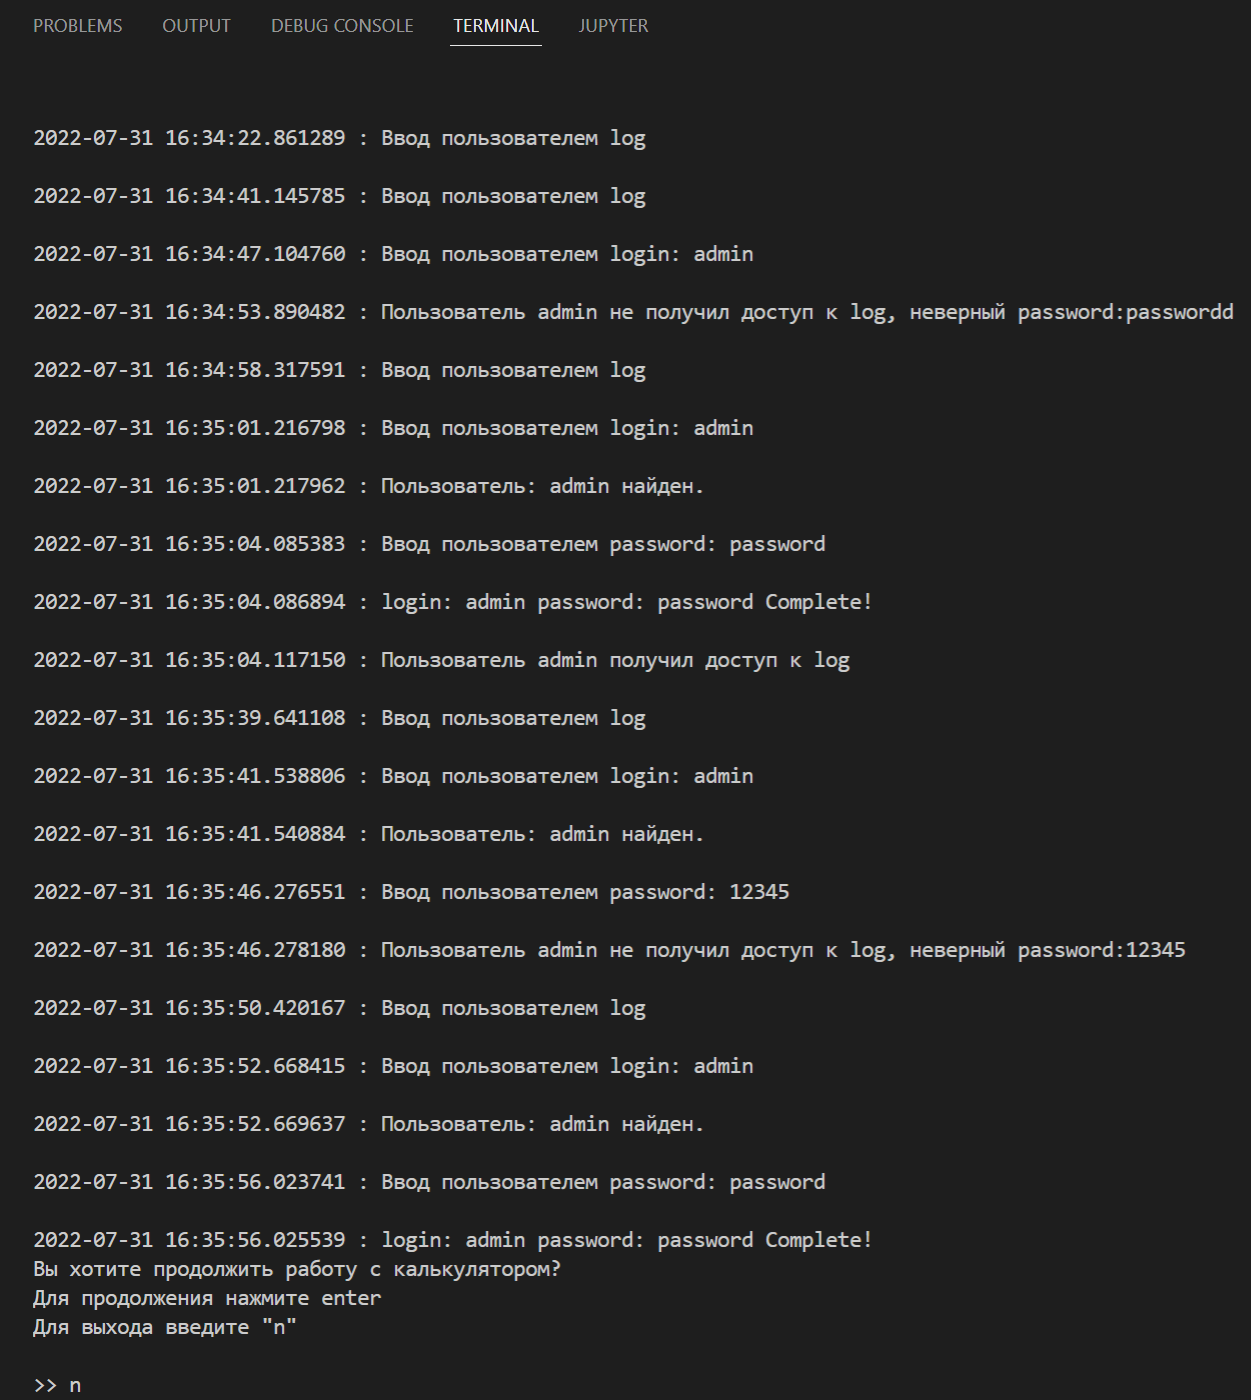 PROBLEMS OUTPUT DEBUG CONSOLE TERMINAL JUPYTER
2022-07-31 16:34:22.861289 : Ввод пользователем log
2022-07-31 16:34:41.145785 : Ввод пользователем log
2022-07-31 16:34:47.104760 : Ввод пользователем login: admin
2022-07-31 16:34:53.890482 : Пользователь admin не получил доступ к log, неверный password:passwordd
2022-07-31 16:34:58.317591 : Ввод пользователем log
2022-07-31 16:35:01.216798 : Ввод пользователем login: admin
2022-07-31 16:35:01.217962 : Пользователь: admin найден.
2022-07-31 16:35:04.085383 : Ввод пользователем password: password
2022-07-31 16:35:04.086894 : login: admin password: password Complete!
2022-07-31 16:35:04.117150 : Пользователь admin получил доступ к log
2022-07-31 16:35:39.641108 : Ввод пользователем log
2022-07-31 16:35:41.538806 : Ввод пользователем login: admin
2022-07-31 16:35:41.540884 : Пользователь: admin найден.
2022-07-31 16:35:46.276551 : Ввод пользователем password: 12345
2022-07-31 16:35:46.278180 : Пользователь admin не получил доступ к log, неверный password:12345
2022-07-31 16:35:50.420167 : Ввод пользователем log
2022-07-31 16:35:52.668415 : Ввод пользователем login: admin
2022-07-31 16:35:52.669637 : Пользователь: admin найден.
2022-07-31 16:35:56.023741 : Ввод пользователем password: password
2022-07-31 16:35:56.025539 : login: admin password: password Complete!
Вы хотите продолжить работу с калькулятором?
Для продолжения нажмите enter
Для выхода введите "n"
>> n